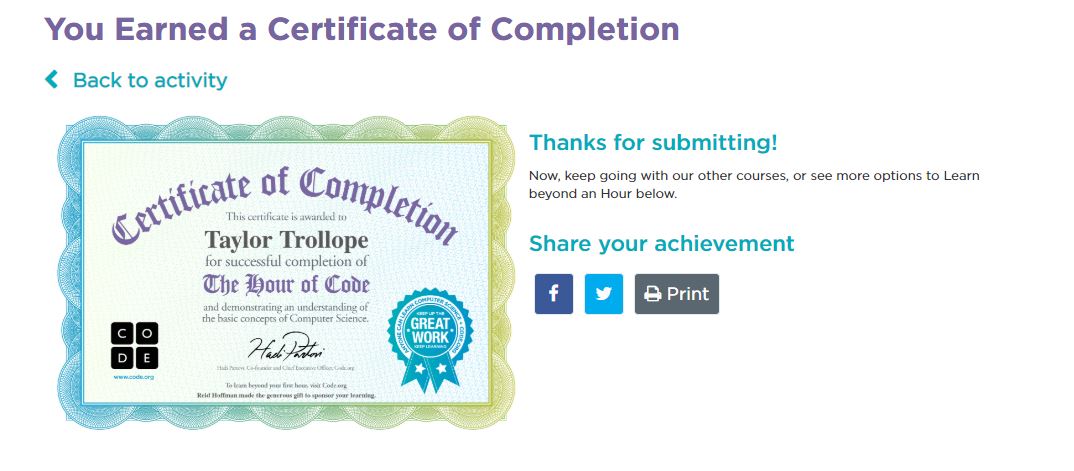 You Earned a Certificate of Completion
Back to activity
Certificate of Completion
This certificate is awarded to
Taylor Trollope
for successful completion of
The Hour of Code
and demonstrating an understanding of
the basic concepts of Computer Science.
Hadi Partovi
Hadi Partovi, Co-founder and Chief Executive Officer, Code.org
To learn beyond your first hour, visit Code.org
Reid Hoffman made the generous gift to sponsor your learning.
C O
D E
www.code.org
ANYONE CAN LEARN COMPUTER SCIENCE
KEEP UP THE
GREAT
WORK
KEEP LEARNING
Thanks for submitting!
Now, keep going with our other courses, or see more options to Learn
beyond an Hour below.
Share your achievement
f
Print